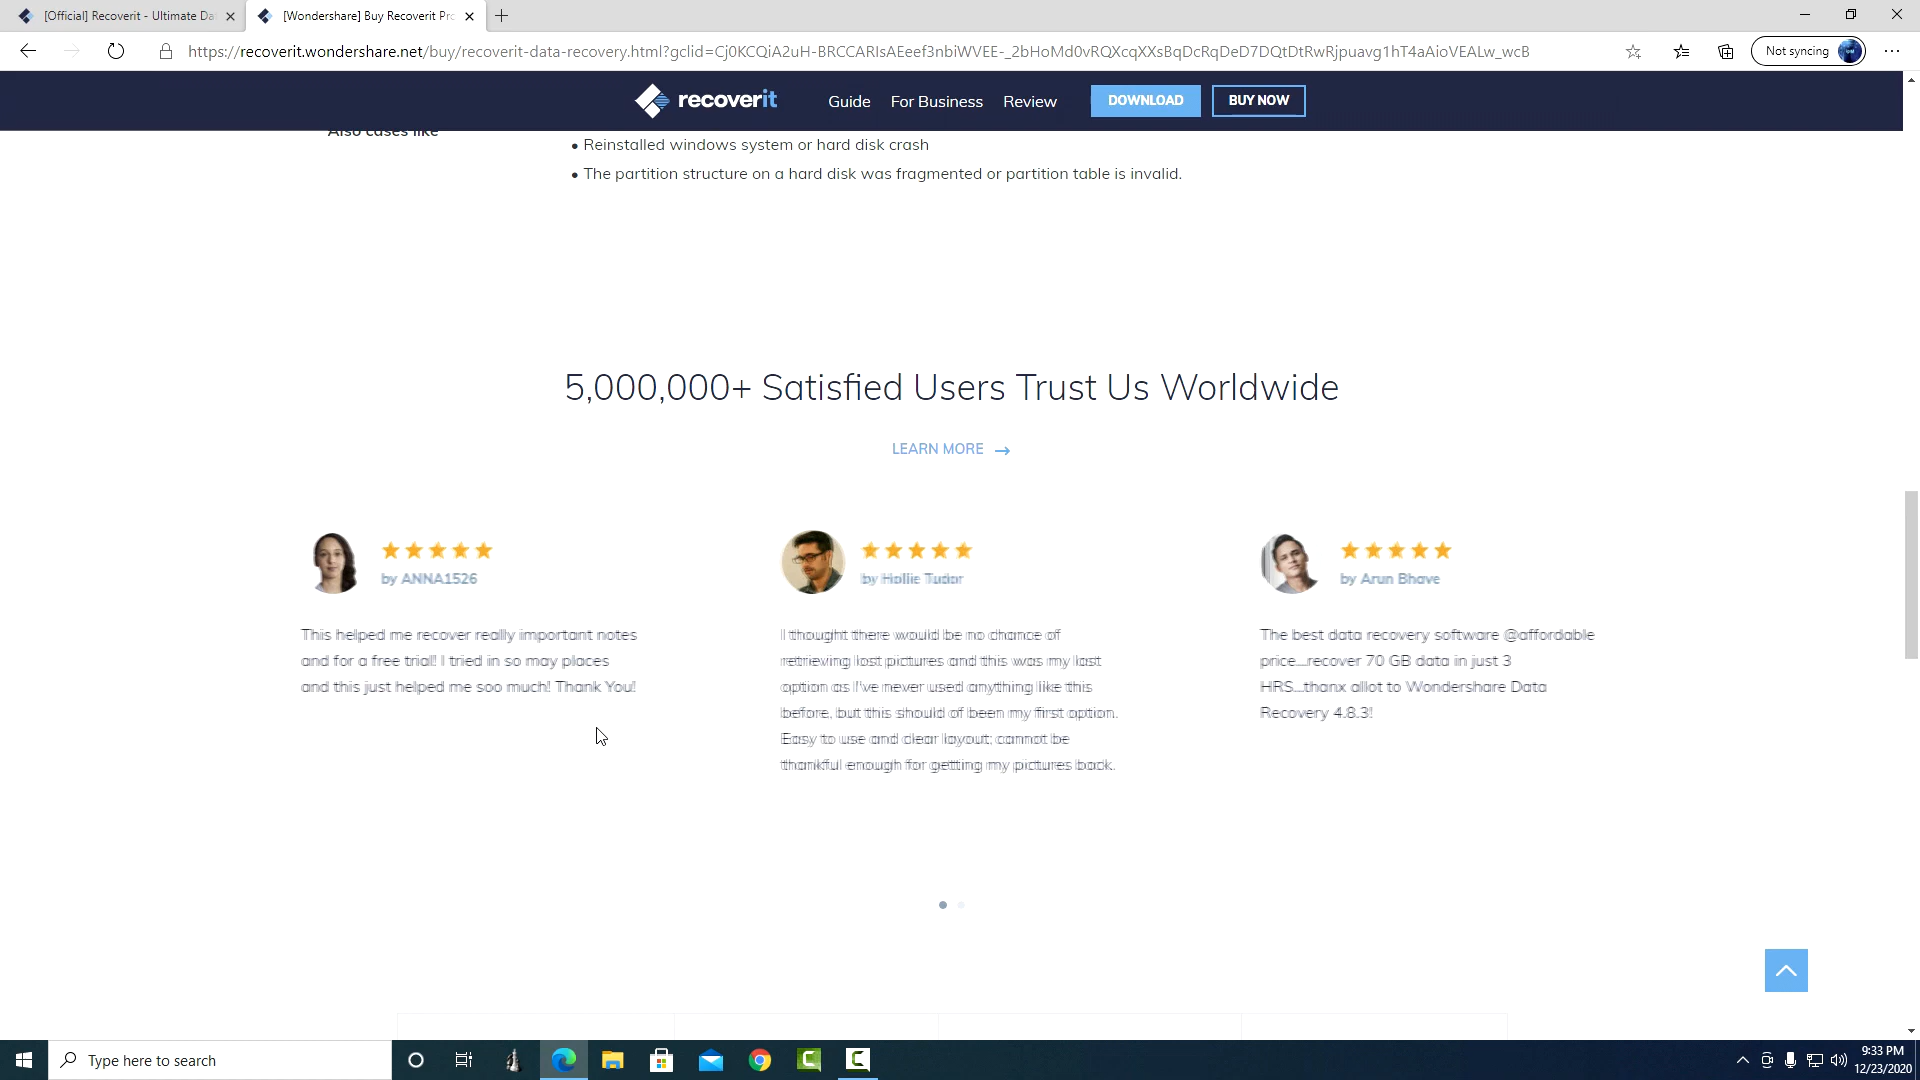 [Official] Recoverit - Ultimate Da
[Wondershare] Buy Recoverit Pro
https://recoverit.wondershare.net/buy/recoverit-data-recovery.html?gclid=Cj0KCQiA2uH-BRCCARIsAEeef3nbiWVEE-_2bHoMd0vRQXcqXXsBqDcRqDeD7DQtDtRwRjpuavg1hT4aAioVEALw_wcB
Not syncing
recoverit
Guide
For Business
Review
DOWNLOAD
BUY NOW
Also cases like
• Reinstalled windows system or hard disk crash
• The partition structure on a hard disk was fragmented or partition table is invalid.
5,000,000+ Satisfied Users Trust Us Worldwide
LEARN MORE →
by ANNA1526
This helped me recover really important notes
and for a free trial! I tried in so may places
and this just helped me soo much! Thank You!
by Hollie Tudor
I thought there would be no chance of
retrieving lost pictures and this was my last
option as I've never used anything like this
before, but this should of been my first option.
Easy to use and clear layout; cannot be
thankful enough for getting my pictures back.
by Arun Bhave
The best data recovery software @affordable
price....recover 70 GB data in just 3
HRS....thanx allot to Wondershare Data
Recovery 4.8.3!
Type here to search
9:33 PM
12/23/2020